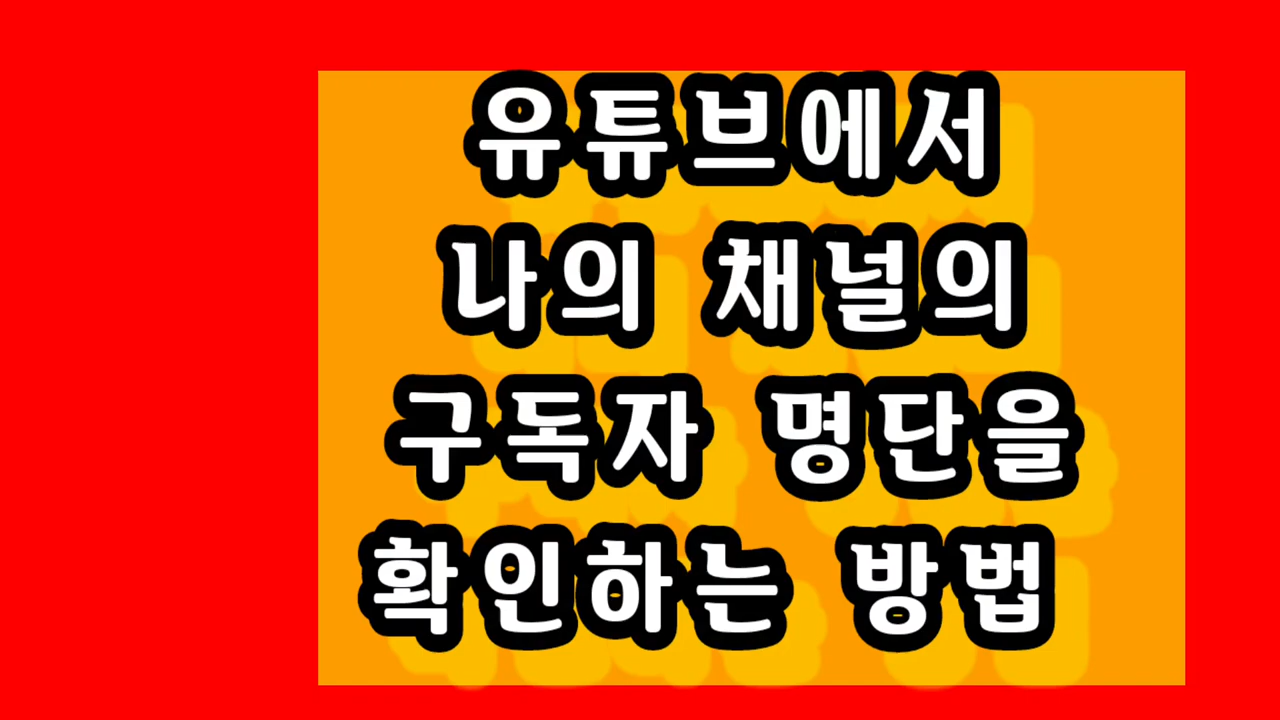 유튜브에서
나의 채널의
구독자 명단을
확인하는 방법